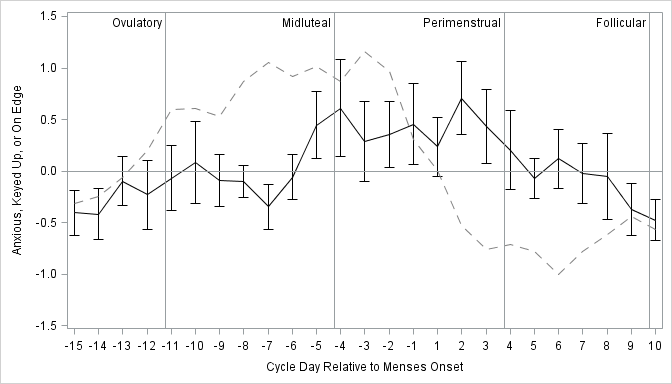 Ovulatory Midluteal Perimenstrual Follicular
1.5
1.0
0.5
0.0
-0.5
-1.0
-1.5
Anxious, Keyed Up, or On Edge
-15 -14 -13 -12 -11 -10 -9 -8 -7 -6 -5 -4 -3 -2 -1 1 2 3 4 5 6 7 8 9 10
Cycle Day Relative to Menses Onset